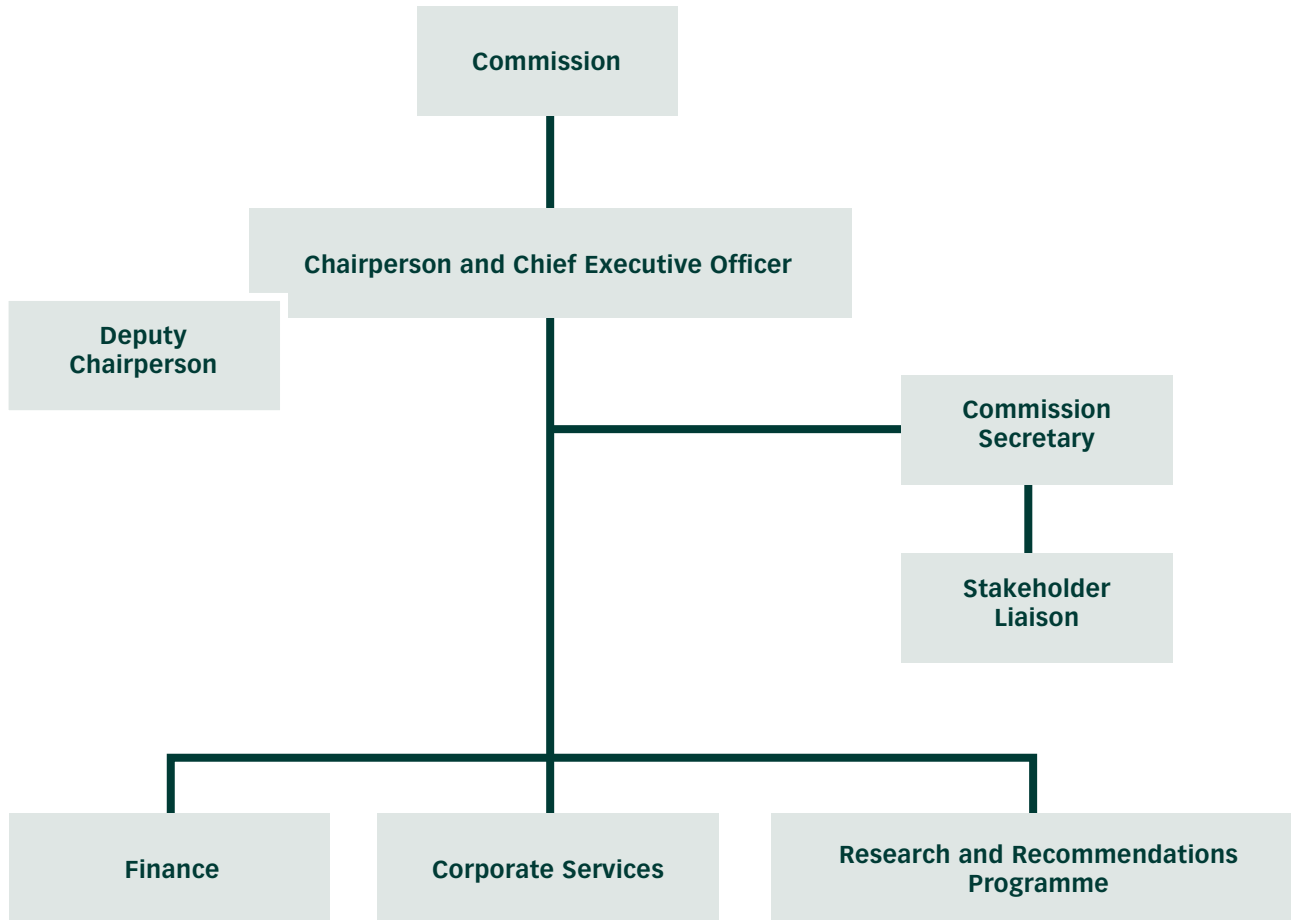 Commission
Chairperson and Chief Executive Officer
Deputy
Chairperson
Commission
Secretary
Stakeholder
Liaison
Finance
Corporate Services
Research and Recommendations
Programme